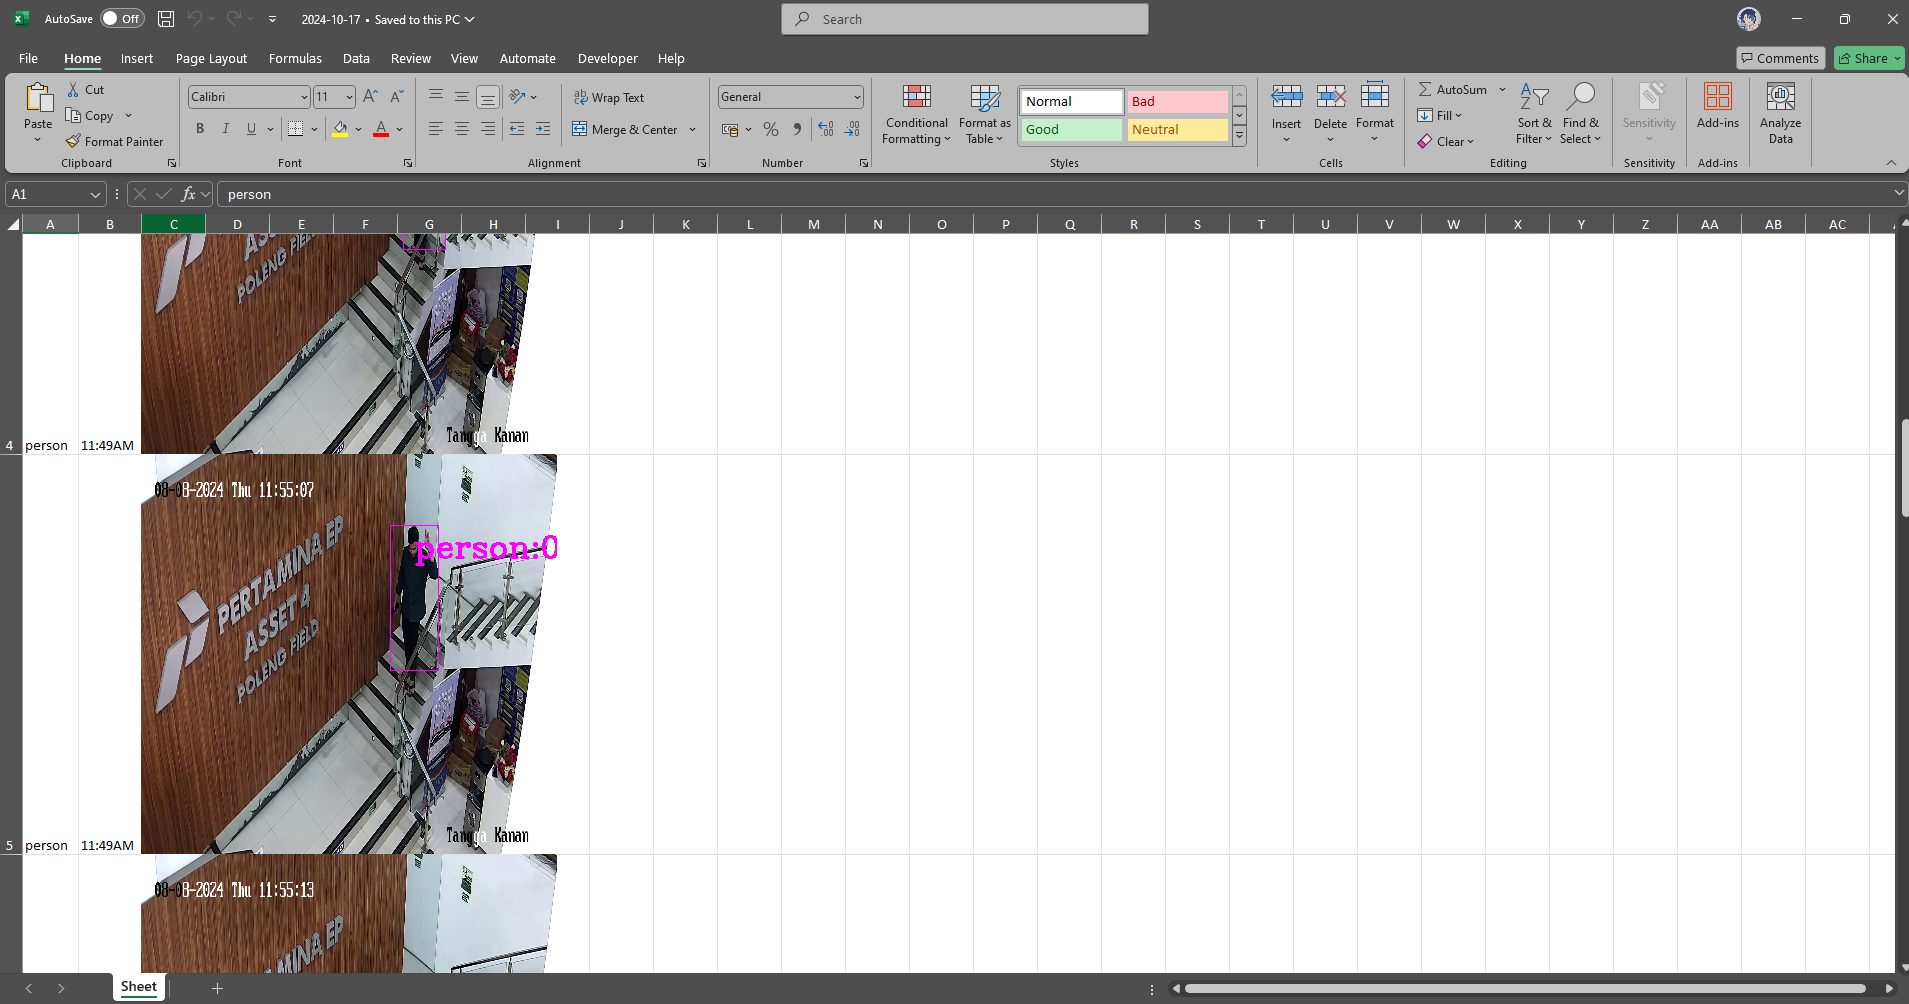 AutoSave Off 2024-10-17 • Saved to this PC Search
File Home Insert Page Layout Formulas Data Review View Automate Developer Help Comments Share
Paste
Cut
Copy
Format Painter
Clipboard
Calibri 11
B I U A
Font
Wrap Text
Merge & Center
Alignment
General
Number
Conditional Formatting
Format as Table
Normal Bad
Good Neutral
Styles
Insert Delete Format
Cells
AutoSum
Fill
Clear
Sort & Filter
Find & Select
Editing
Sensitivity
Sensitivity
Add-ins
Add-ins
Analyze Data
A1 fx person
A B C D E F G H I J K L M N O P Q R S T U V W X Y Z AA AB AC
POLENG FIELD
Tangga Kanan
4 person 11:49AM
08-08-2024 Thu 11:55:07
person:0
PERTAMINA EP
ASSET 4
POLENG FIELD
Tangga Kanan
5 person 11:49AM
08-08-2024 Thu 11:55:13
MINA EP
Sheet